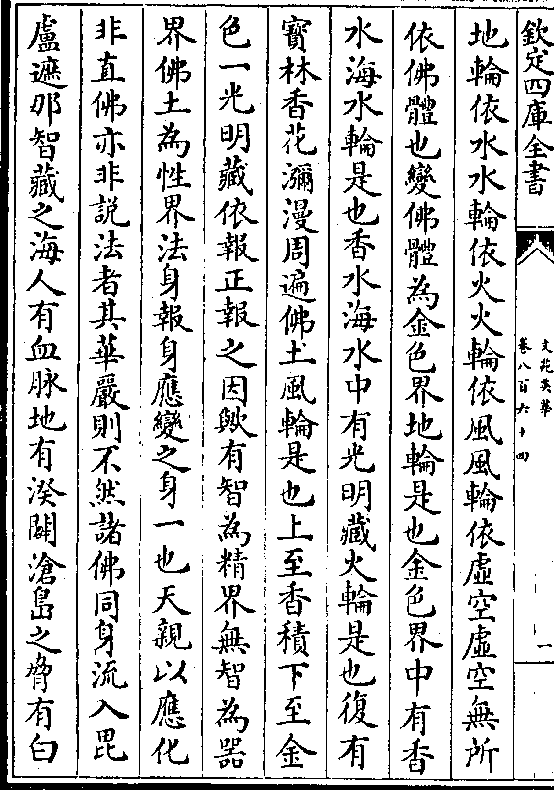 欽定四庫全書
文苑英華
卷八百六十四
一
地輪依水水輪依火火輪依風風輪依虛空虛空無所
依佛體也變佛體為金色界地輪是也金色界中有香
水海水輪是也香水海水中有光明藏火輪是也復有
寳林香花瀰漫周遍佛土風輪是也上至香積下至金
色一光明藏依報正報之因歟有智為精界無智為器
界佛土為性界法身報身應變之身一也天親以應化
非直佛亦非説法者其華嚴則不然諸佛同身流入毘
盧遮那智藏之海人有血脉地有湀闢滄島之脅有白